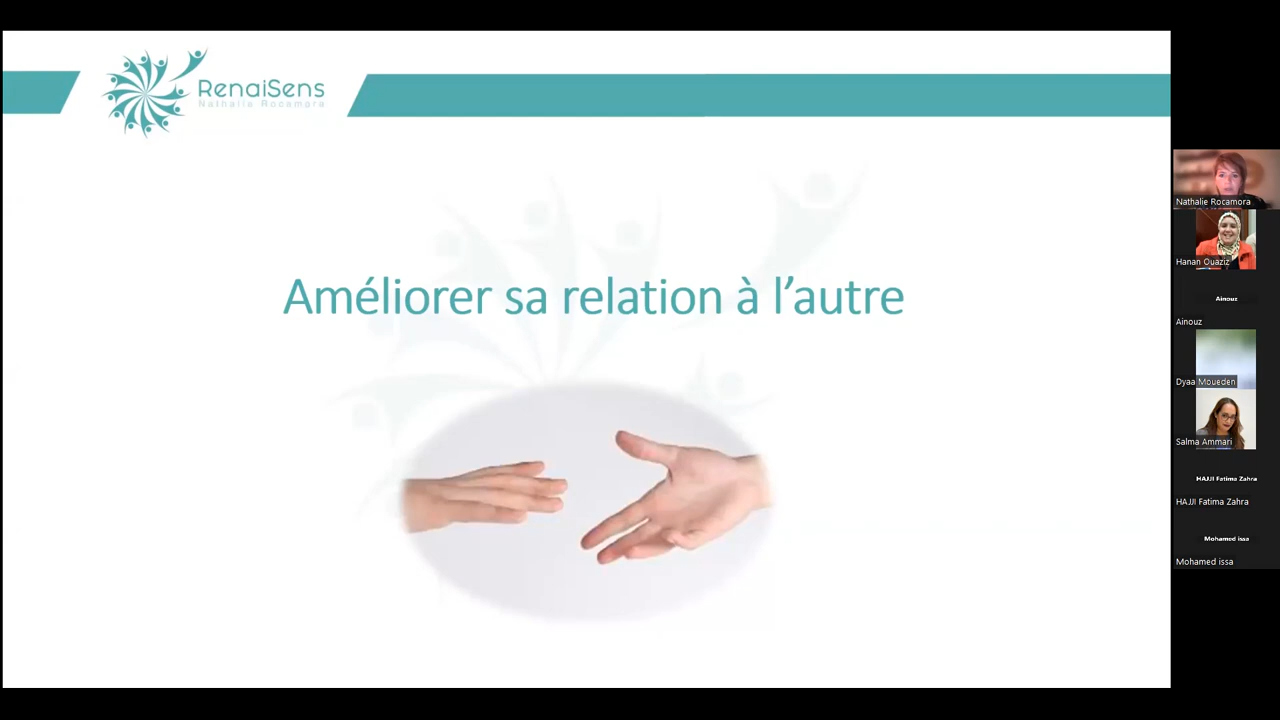 RenaiSens
Nathalie Rocamora
Améliorer sa relation à l’autre
Nathalie Rocamora
Hanan Ouaziz
Ainouz
Ainouz
Dyaa Moueden
Salma Ammari
HAJJI Fatima Zahra
HAJJI Fatima Zahra
Mohamed issa
Mohamed issa